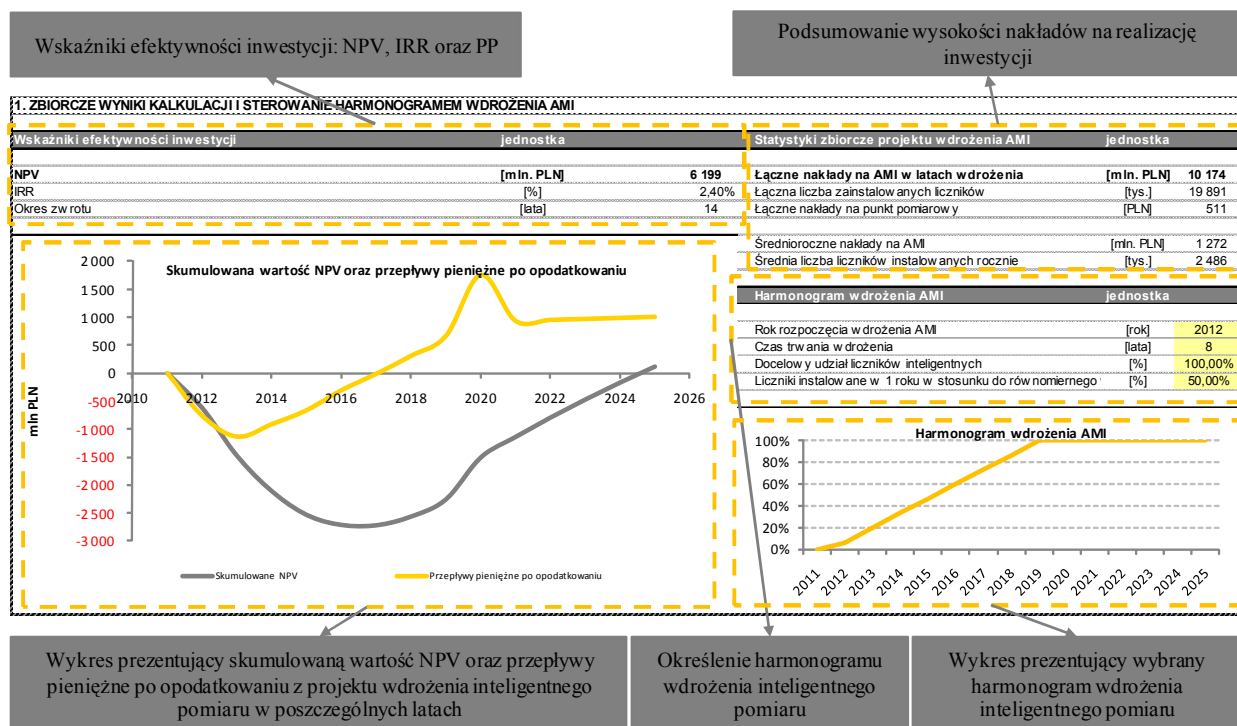 Wskaźniki efektywności inwestycji: NPV, IRR oraz PP
Podsumowanie wysokości nakładów na realizację
inwestycji
1. ZBIORCZE WYNIKI KALKULACJI I STEROWANIE HARMONOGRAMEM WDROŻENIA AMI
Wskaźniki efektywności inwestycji jednostka
NPV [mln. PLN] 6 199
IRR [%] 2,40%
Okres zwrotu [lata] 14
Statystyki zbiorcze projektu wdrożenia AMI jednostka
Łączne nakłady na AMI w latach wdrożenia [mln. PLN] 10 174
Łączna liczba zainstalowanych liczników [tys.] 19 891
Łączne nakłady na punkt pomiarowy [PLN] 511
Średnioroczne nakłady na AMI [mln. PLN] 1 272
Średnia liczba liczników instalowanych rocznie [tys.] 2 486
Skumulowana wartość NPV oraz przepływy pieniężne po opodatkowaniu
mln PLN
2 000
1 500
1 000
500
0
-500
-1 000
-1 500
-2 000
-2 500
-3 000
2010 2012 2014 2016 2018 2020 2022 2024 2026
Skumulowane NPV Przepływy pieniężne po opodatkowaniu
Harmonogram wdrożenia AMI jednostka
Rok rozpoczęcia wdrożenia AMI [rok] 2012
Czas trwania wdrożenia [lata] 8
Docelowy udział liczników inteligentnych [%] 100,00%
Liczniki instalowane w 1 roku w stosunku do równomiernego [%] 50,00%
Harmonogram wdrożenia AMI
100%
80%
60%
40%
20%
0%
2011 2012 2013 2014 2015 2016 2017 2018 2019 2020 2021 2022 2023 2024 2025
Wykres prezentujący skumulowaną wartość NPV oraz przepływy
pieniężne po opodatkowaniu z projektu wdrożenia inteligentnego
pomiaru w poszczególnych latach
Określenie harmonogramu
wdrożenia inteligentnego
pomiaru
Wykres prezentujący wybrany
harmonogram wdrożenia
inteligentnego pomiaru